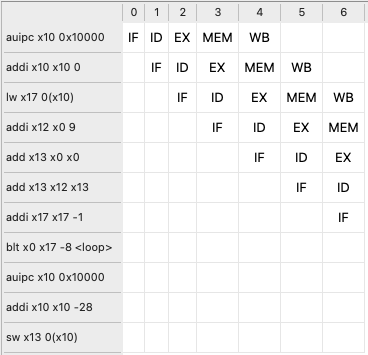 0 1 2 3 4 5 6
auipc x10 0x10000 IF ID EX MEM WB
addi x10 x10 0 IF ID EX MEM WB
lw x17 0(x10) IF ID EX MEM WB
addi x12 x0 9 IF ID EX MEM
add x13 x0 x0 IF ID EX
add x13 x12 x13 IF ID
addi x17 x17 -1 IF
blt x0 x17 -8 <loop>
auipc x10 0x10000
addi x10 x10 -28
sw x13 0(x10)